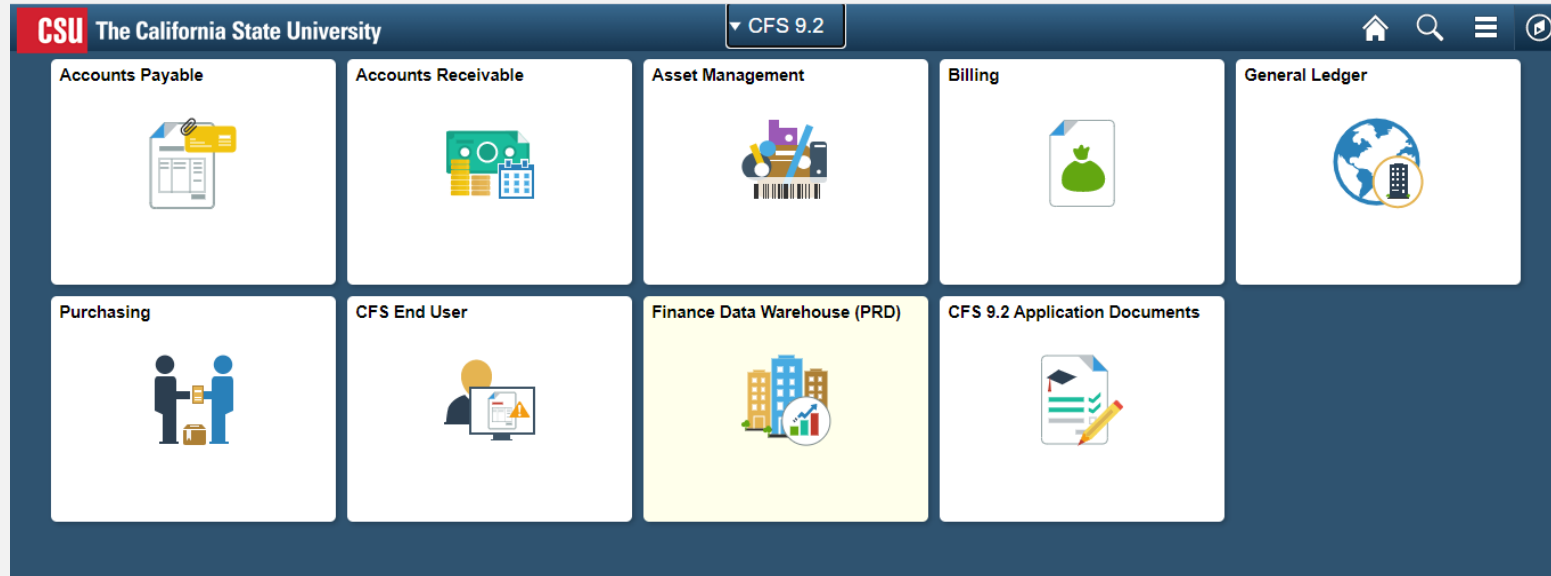 CSU The California State University
▾ CFS 9.2
Accounts Payable
Accounts Receivable
Asset Management
Billing
General Ledger
Purchasing
CFS End User
Finance Data Warehouse (PRD)
CFS 9.2 Application Documents